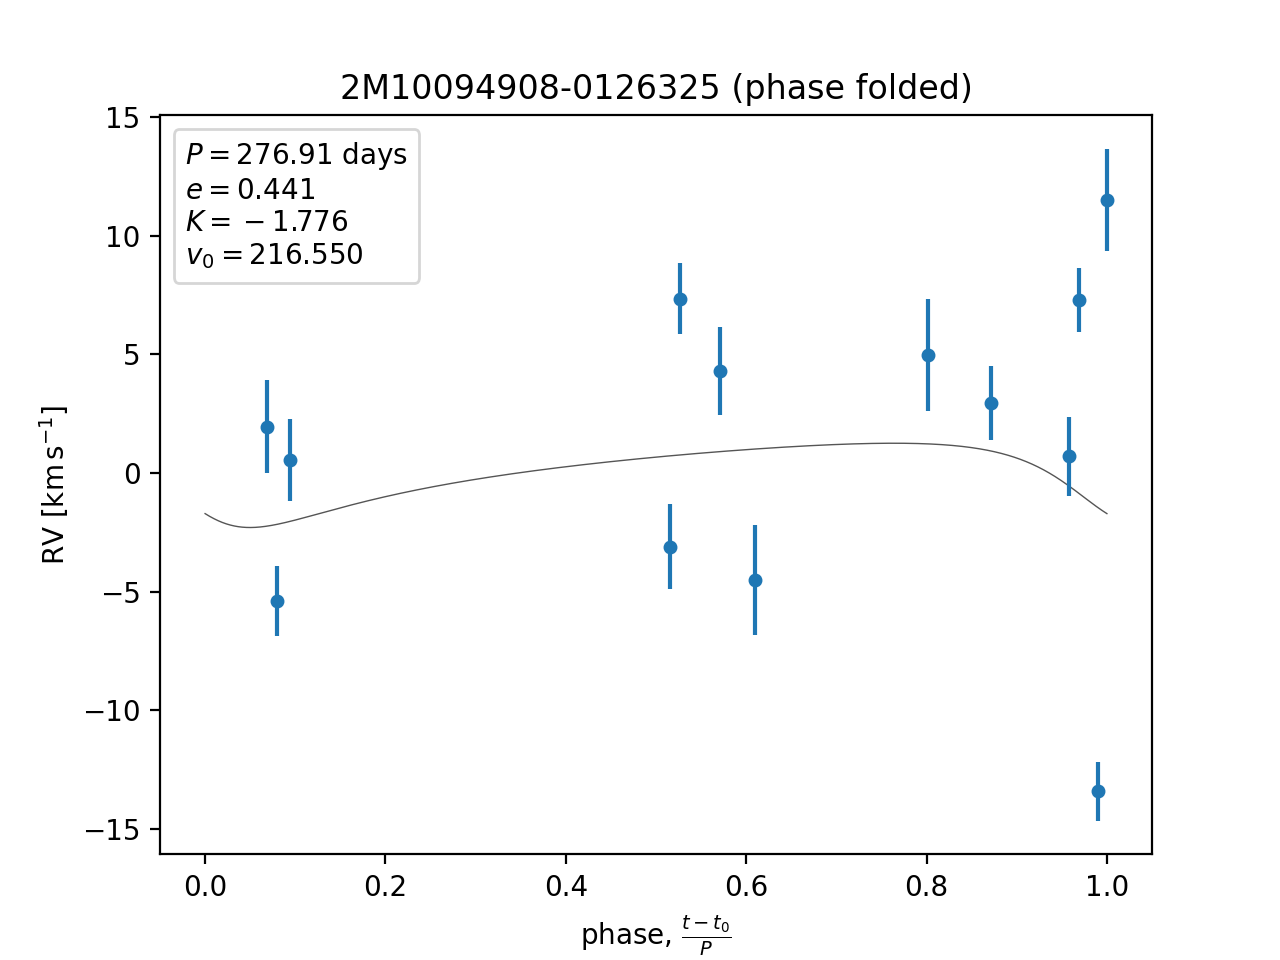 2M10094908-0126325 (phase folded)
P = 276.91 days
e = 0.441
K = −1.776
v₀ = 216.550
15
10
5
0
−5
−10
−15
RV [km s⁻¹]
0.0 0.2 0.4 0.6 0.8 1.0
phase, (t − t₀)/P